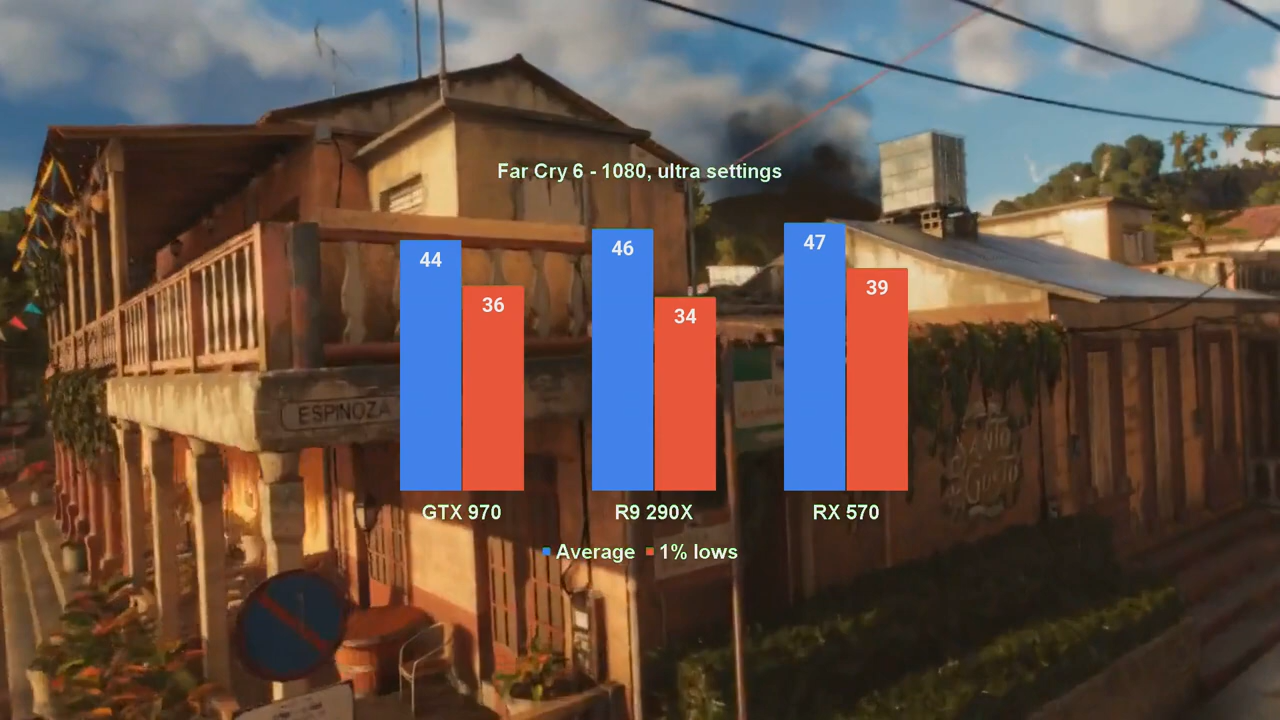 Far Cry 6 - 1080, ultra settings
44 46 47
36 34 39
ESPINOZA
GTX 970 R9 290X RX 570
Average 1% lows